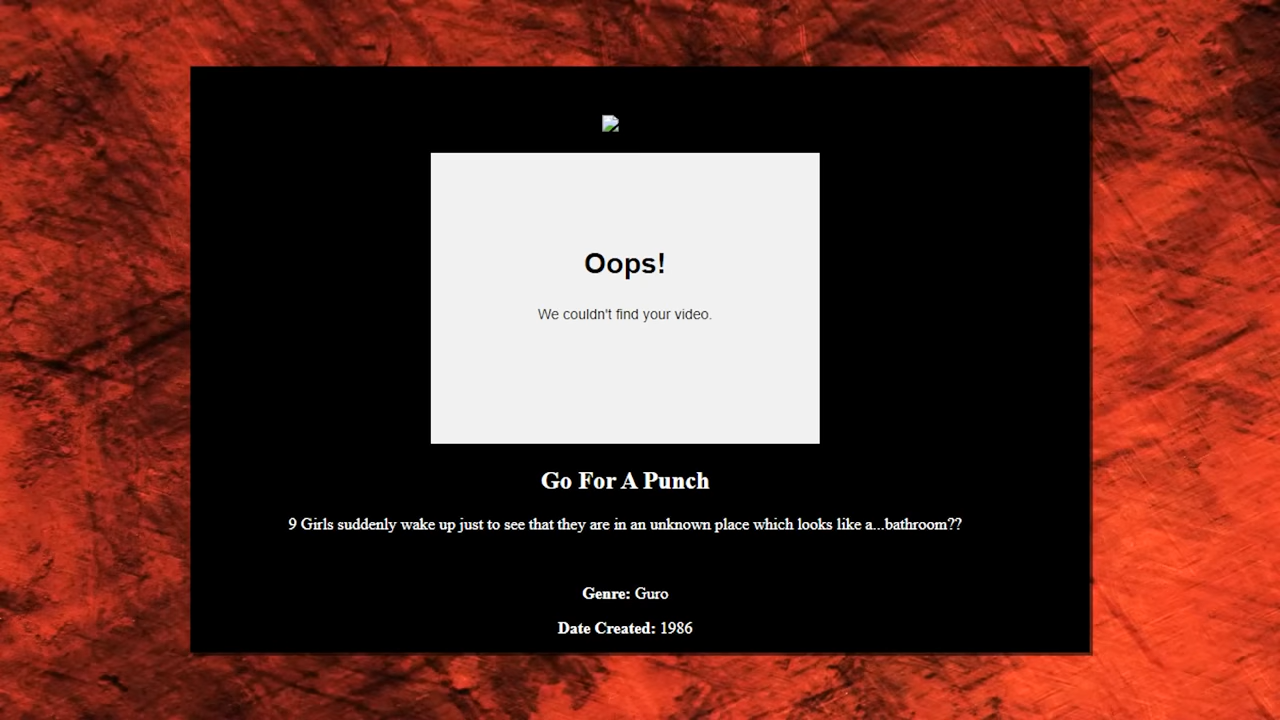 Oops!
We couldn't find your video.
Go For A Punch
9 Girls suddenly wake up just to see that they are in an unknown place which looks like a...bathroom??
Genre: Guro
Date Created: 1986